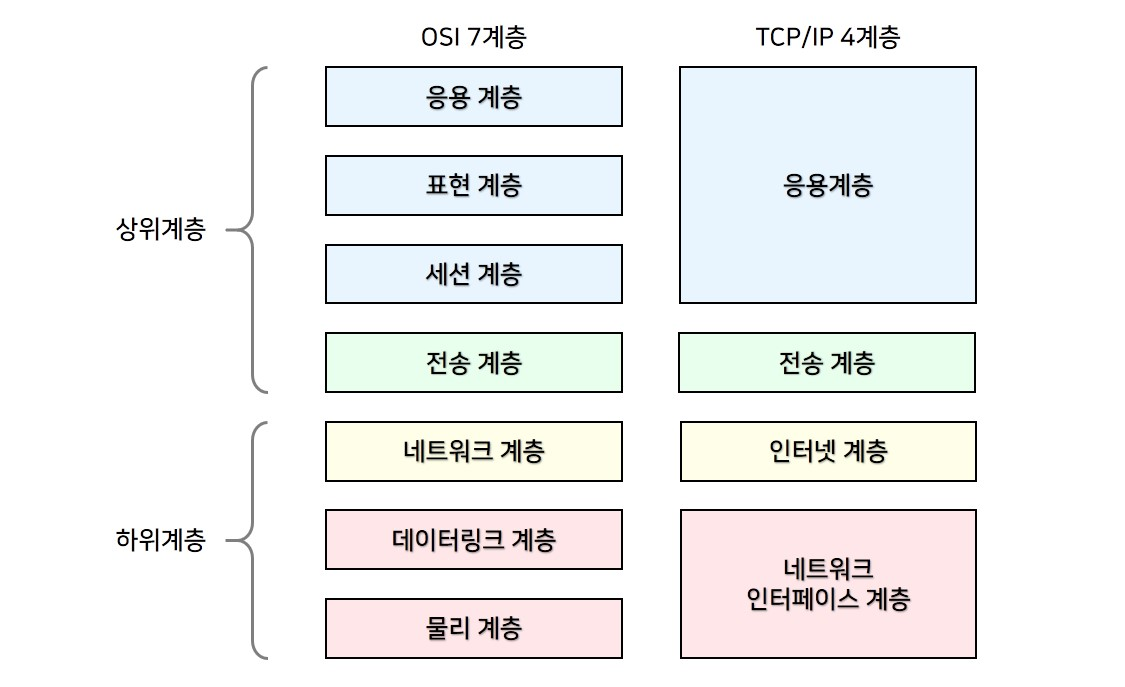 OSI 7계층
TCP/IP 4계층
상위계층
응용 계층
표현 계층
세션 계층
전송 계층
응용계층
전송 계층
하위계층
네트워크 계층
데이터링크 계층
물리 계층
인터넷 계층
네트워크
인터페이스 계층